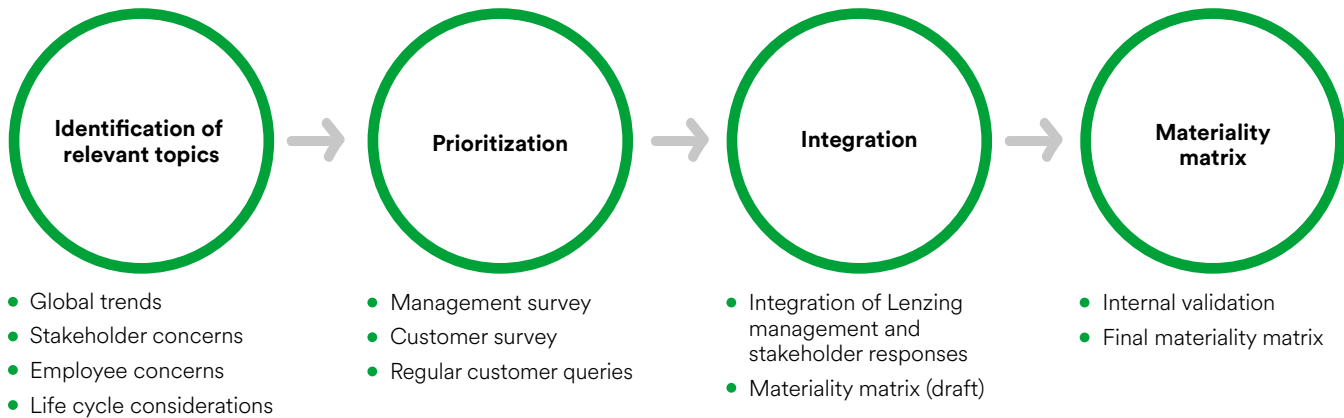 Identification of
relevant topics
Prioritization
Integration
Materiality
matrix
Global trends
Stakeholder concerns
Employee concerns
Life cycle considerations
Management survey
Customer survey
Regular customer queries
Integration of Lenzing
management and
stakeholder responses
Materiality matrix (draft)
Internal validation
Final materiality matrix